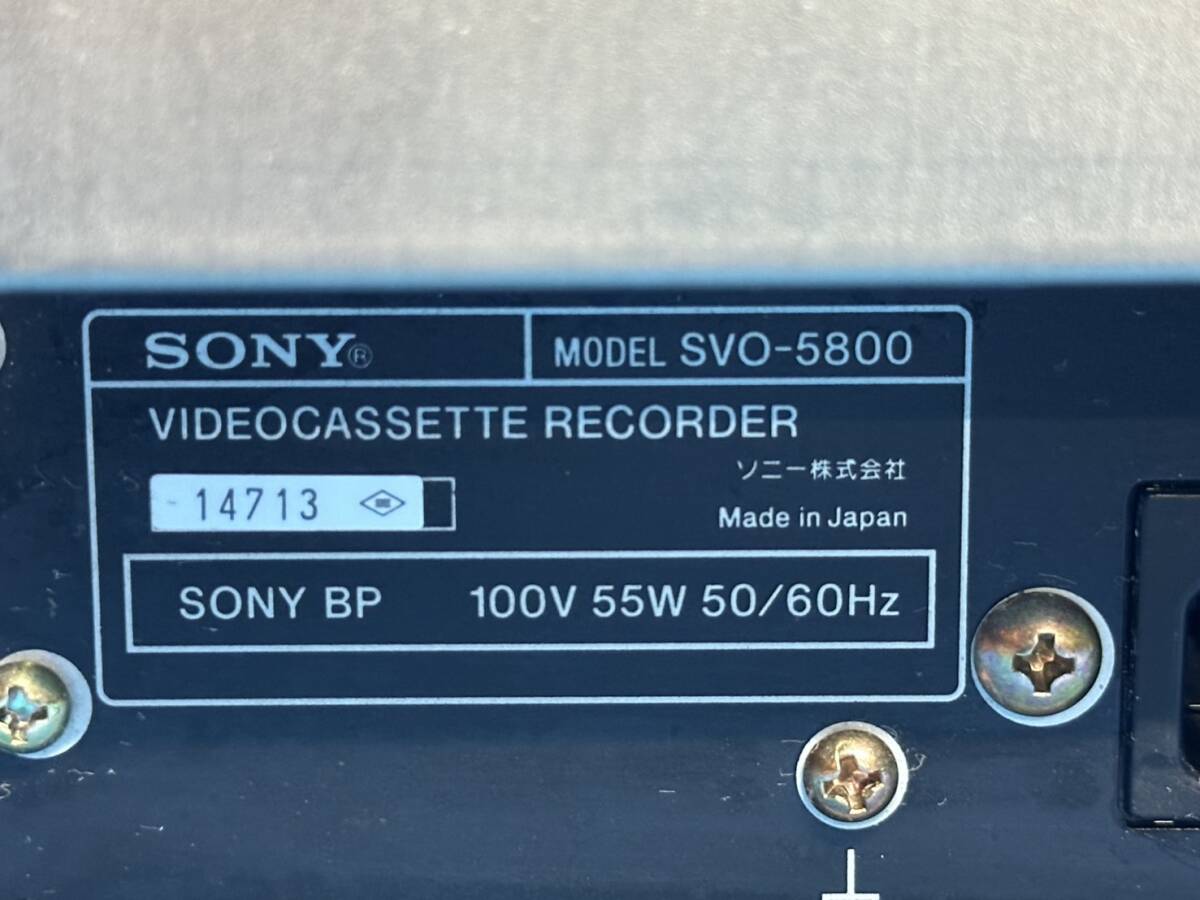 SONY® MODEL SVO-5800
VIDEOCASSETTE RECORDER
ソニー株式会社
14713
Made in Japan
SONY BP 100V 55W 50/60Hz